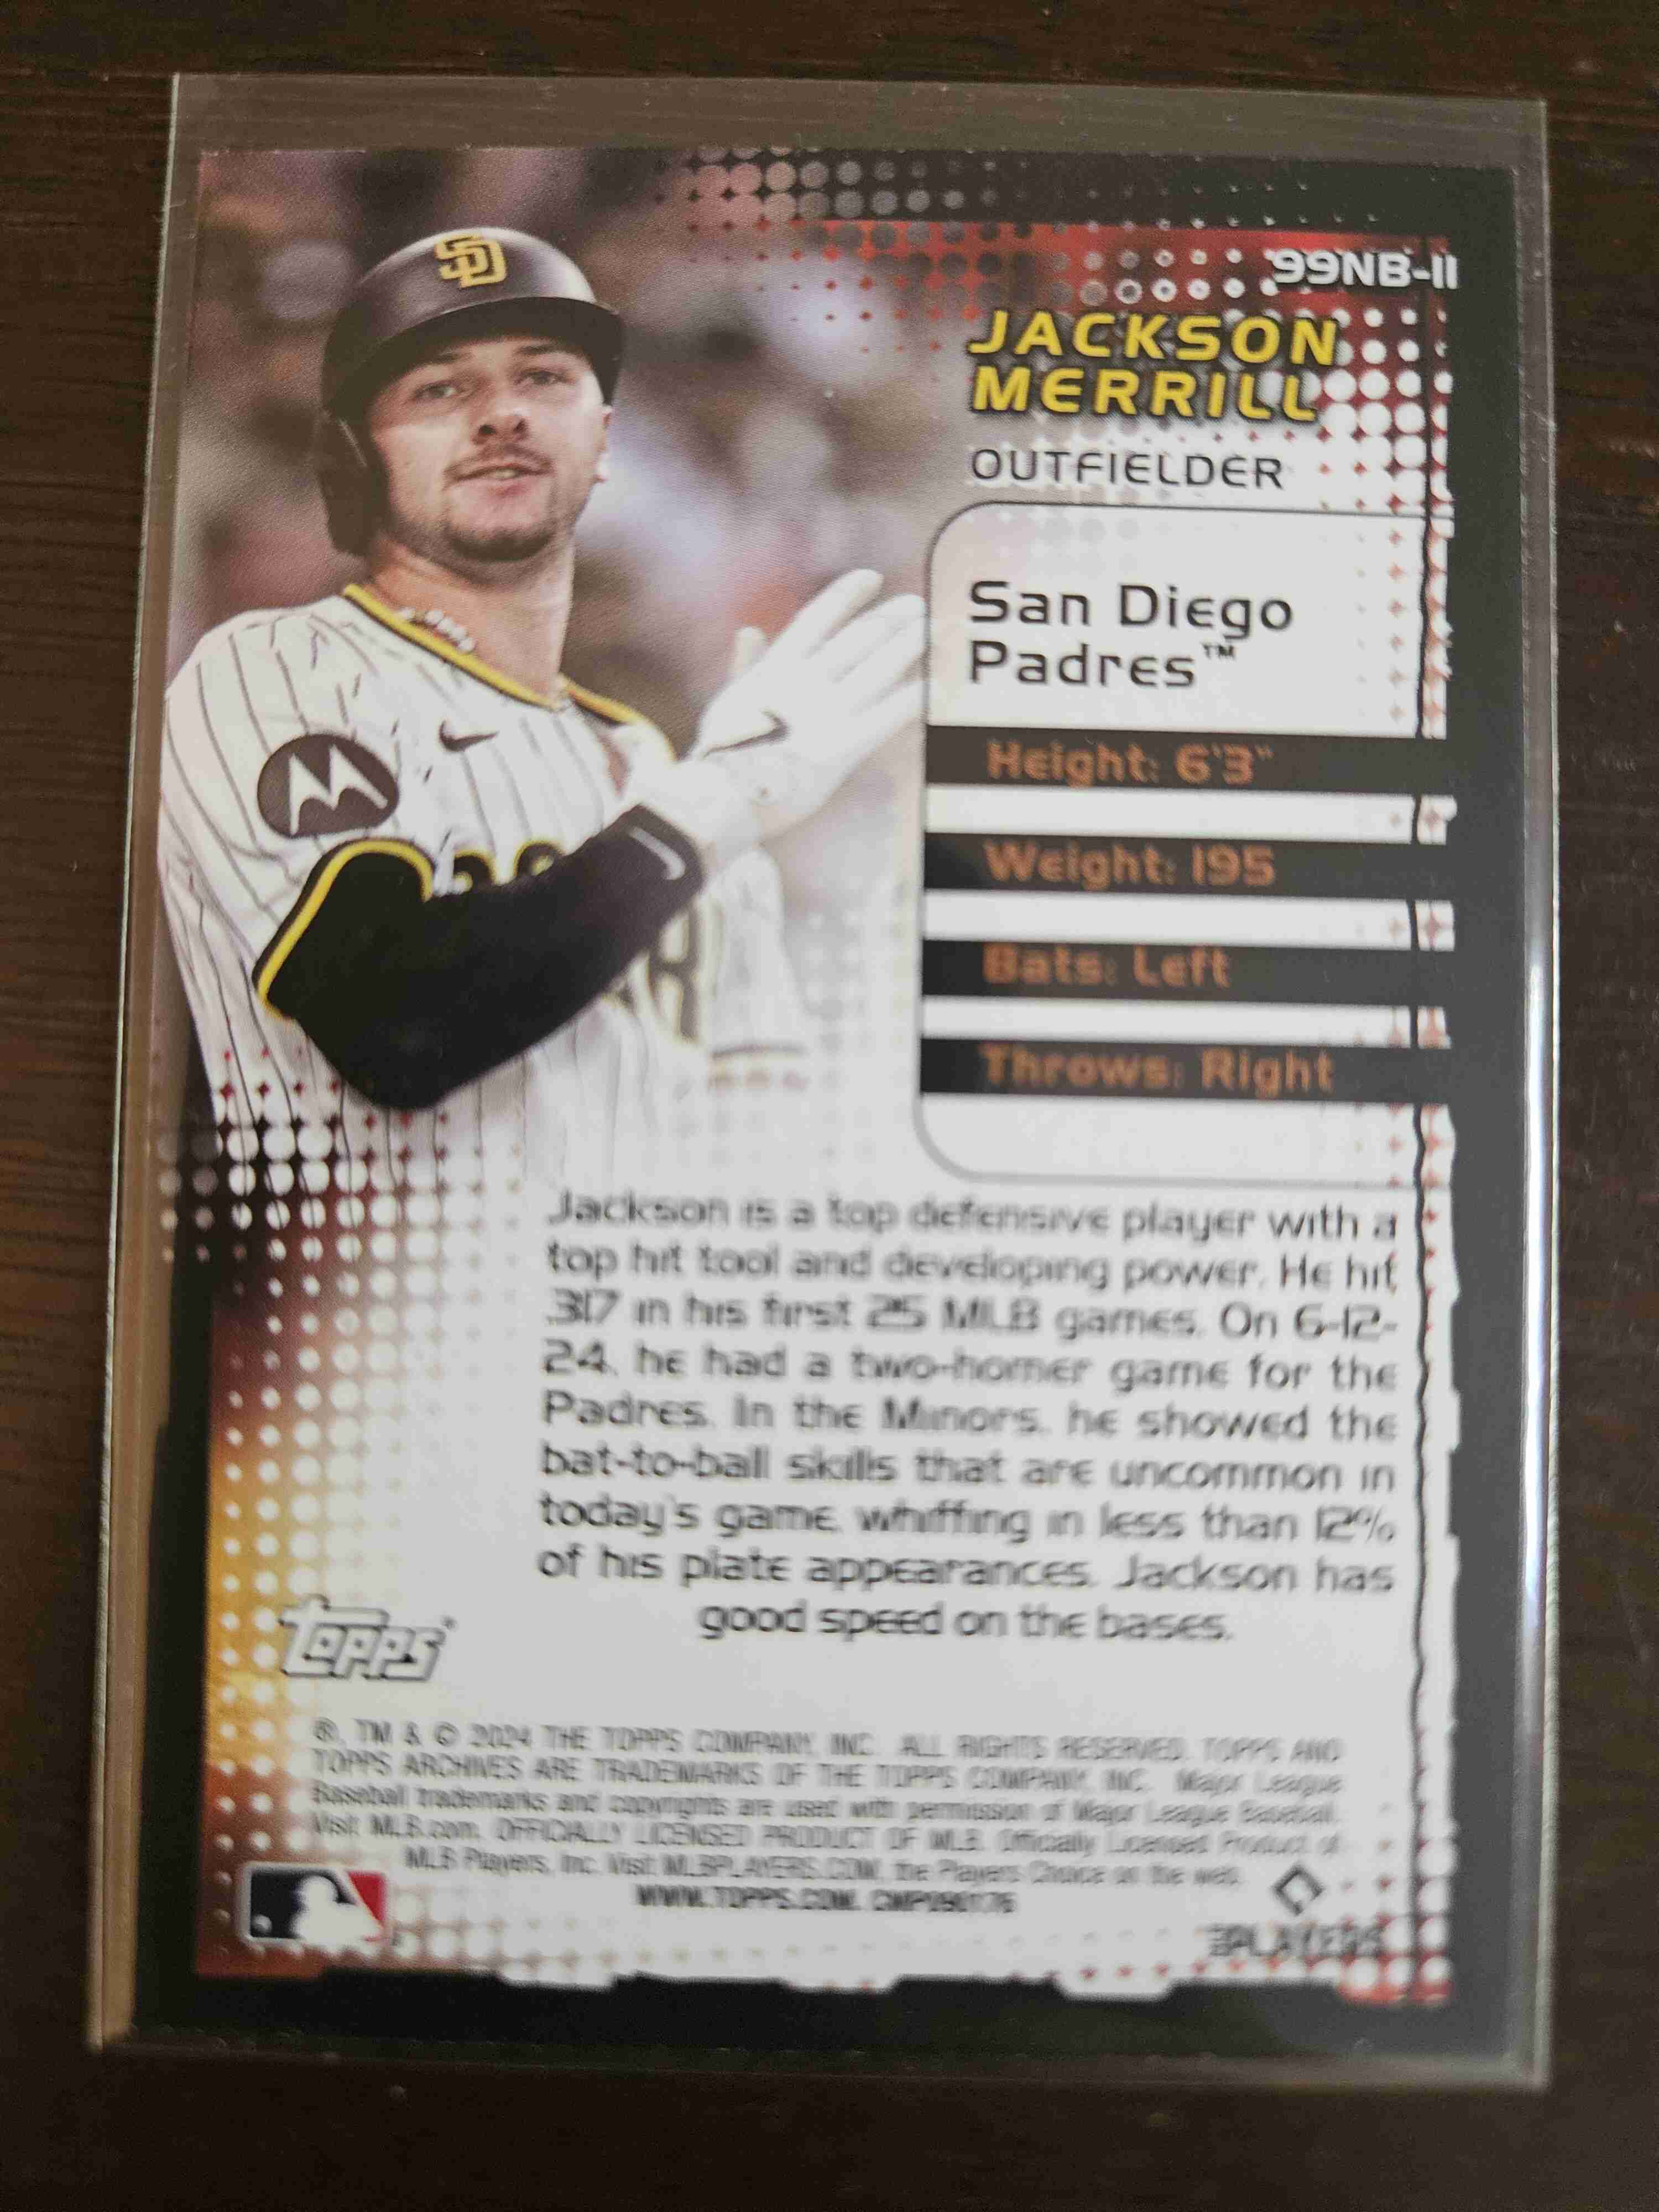 SD
'99NB-11
JACKSON
MERRILL
OUTFIELDER
San Diego
Padres™
Height: 6'3"
Weight: 195
Bats: Left
Throws: Right
Jackson is a top defensive player with a
top hit tool and developing power. He hit
.317 in his first 25 MLB games. On 6-12-
24, he had a two-homer game for the
Padres. In the Minors, he showed the
bat-to-ball skills that are uncommon in
today's game, whiffing in less than 12%
of his plate appearances. Jackson has
good speed on the bases.
Topps®
®, TM & © 2024 THE TOPPS COMPANY, INC. ALL RIGHTS RESERVED. TOPPS AND
TOPPS ARCHIVES ARE TRADEMARKS OF THE TOPPS COMPANY, INC. Major League
Baseball trademarks and copyrights are used with permission of Major League Baseball.
Visit MLB.com. OFFICIALLY LICENSED PRODUCT OF MLB. Officially Licensed Product of
MLB Players, Inc. Visit MLBPLAYERS.COM, the Players Choice on the web.
WWW.TOPPS.COM. CMP090176
PLAYERS